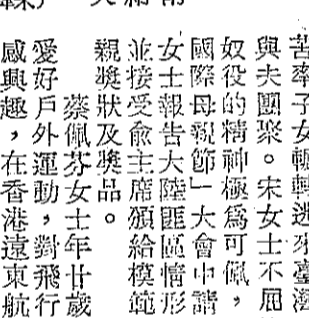 苦率子女輾轉逃來臺灣
與夫團聚。宋女士不屈
奴役的精神極為可佩,
國際母親節」大會中請
女士報告大陸匪區情形
並接受愈主席頒給模範
親獎狀及獎品。
蔡佩芬女士年廿歲
愛好戶外運動,對飛行
感興趣,在香港遠東航